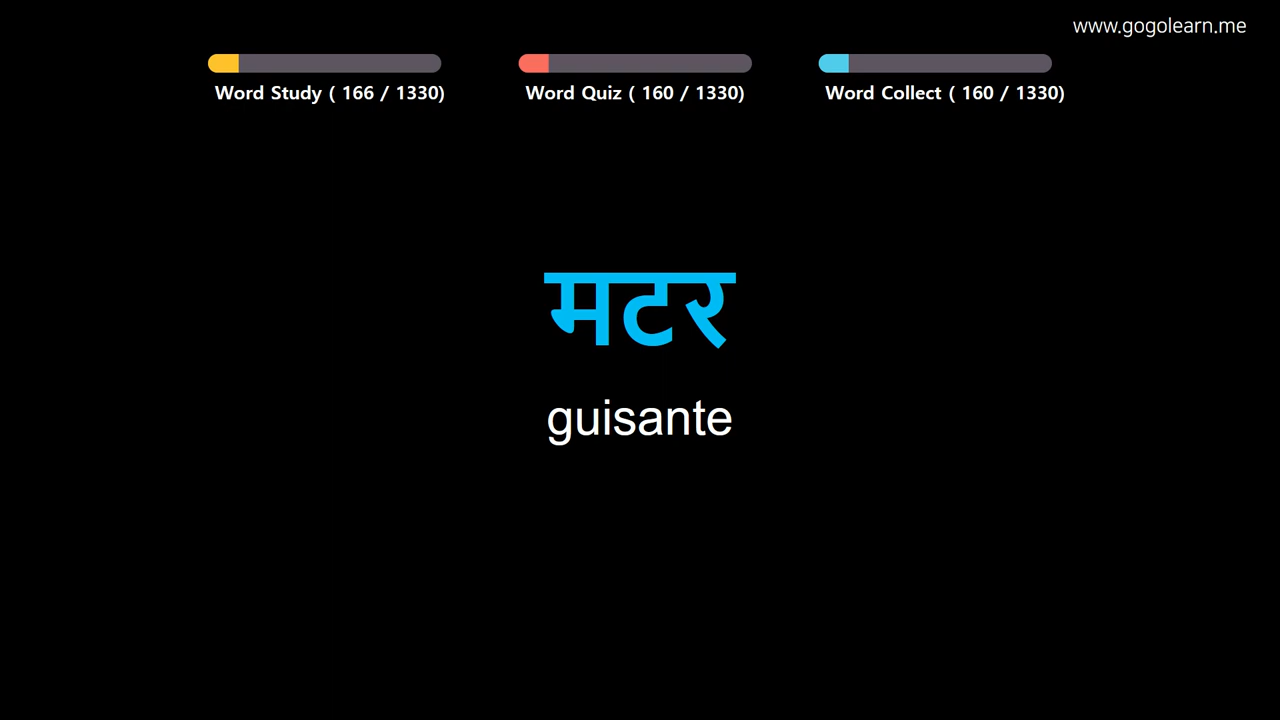 www.gogolearn.me
Word Study ( 166 / 1330)
Word Quiz ( 160 / 1330)
Word Collect ( 160 / 1330)
मटर
guisante